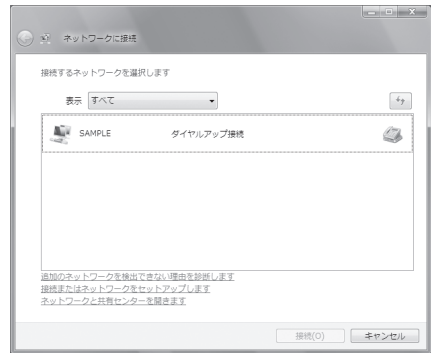 ネットワークに接続
接続するネットワークを選択します
表示 すべて
SAMPLE ダイヤルアップ接続
追加のネットワークを検出できない理由を診断します
接続またはネットワークをセットアップします
ネットワークと共有センターを開きます
接続(O) キャンセル